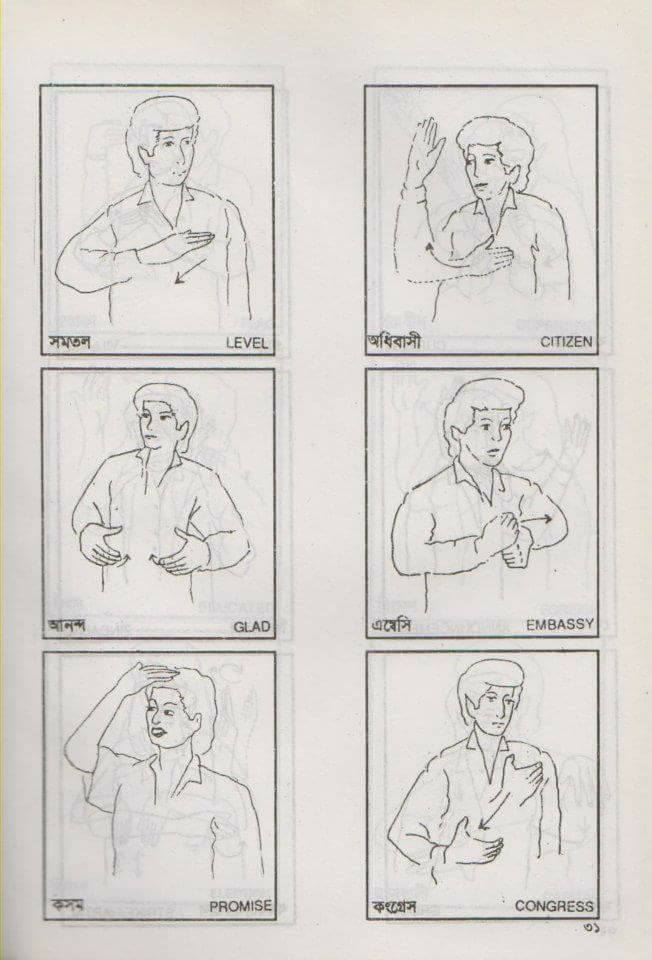 সমতল LEVEL
অধিবাসী CITIZEN
আনন্দ GLAD
এম্বেসি EMBASSY
কসম PROMISE
কংগ্রেস CONGRESS
৩১